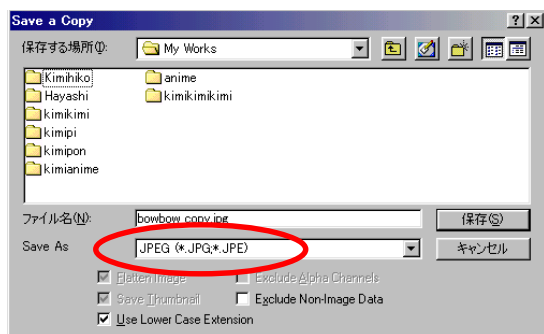 Save a Copy
保存する場所(I):
My Works
Kimihiko
anime
Hayashi
kimikimikimi
kimikimi
kimipi
kimipon
kimianime
ファイル名(N):
bowbow copy.jpg
保存(S)
Save As
JPEG (*.JPG;*.JPE)
キャンセル
Flatten Image
Exclude Alpha Channels
Save Thumbnail
Exclude Non-Image Data
Use Lower Case Extension